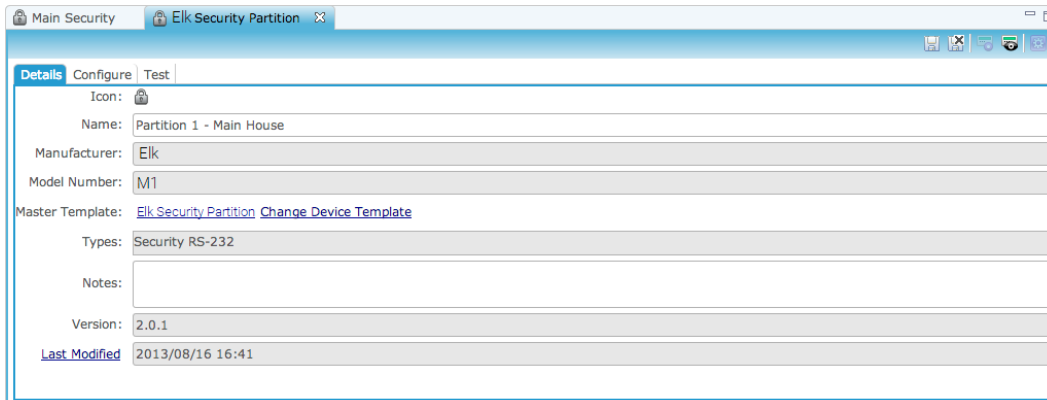 Main Security Elk Security Partition
Details Configure Test
Icon:
Name: Partition 1 - Main House
Manufacturer: Elk
Model Number: M1
Master Template: Elk Security Partition Change Device Template
Types: Security RS-232
Notes:
Version: 2.0.1
Last Modified 2013/08/16 16:41